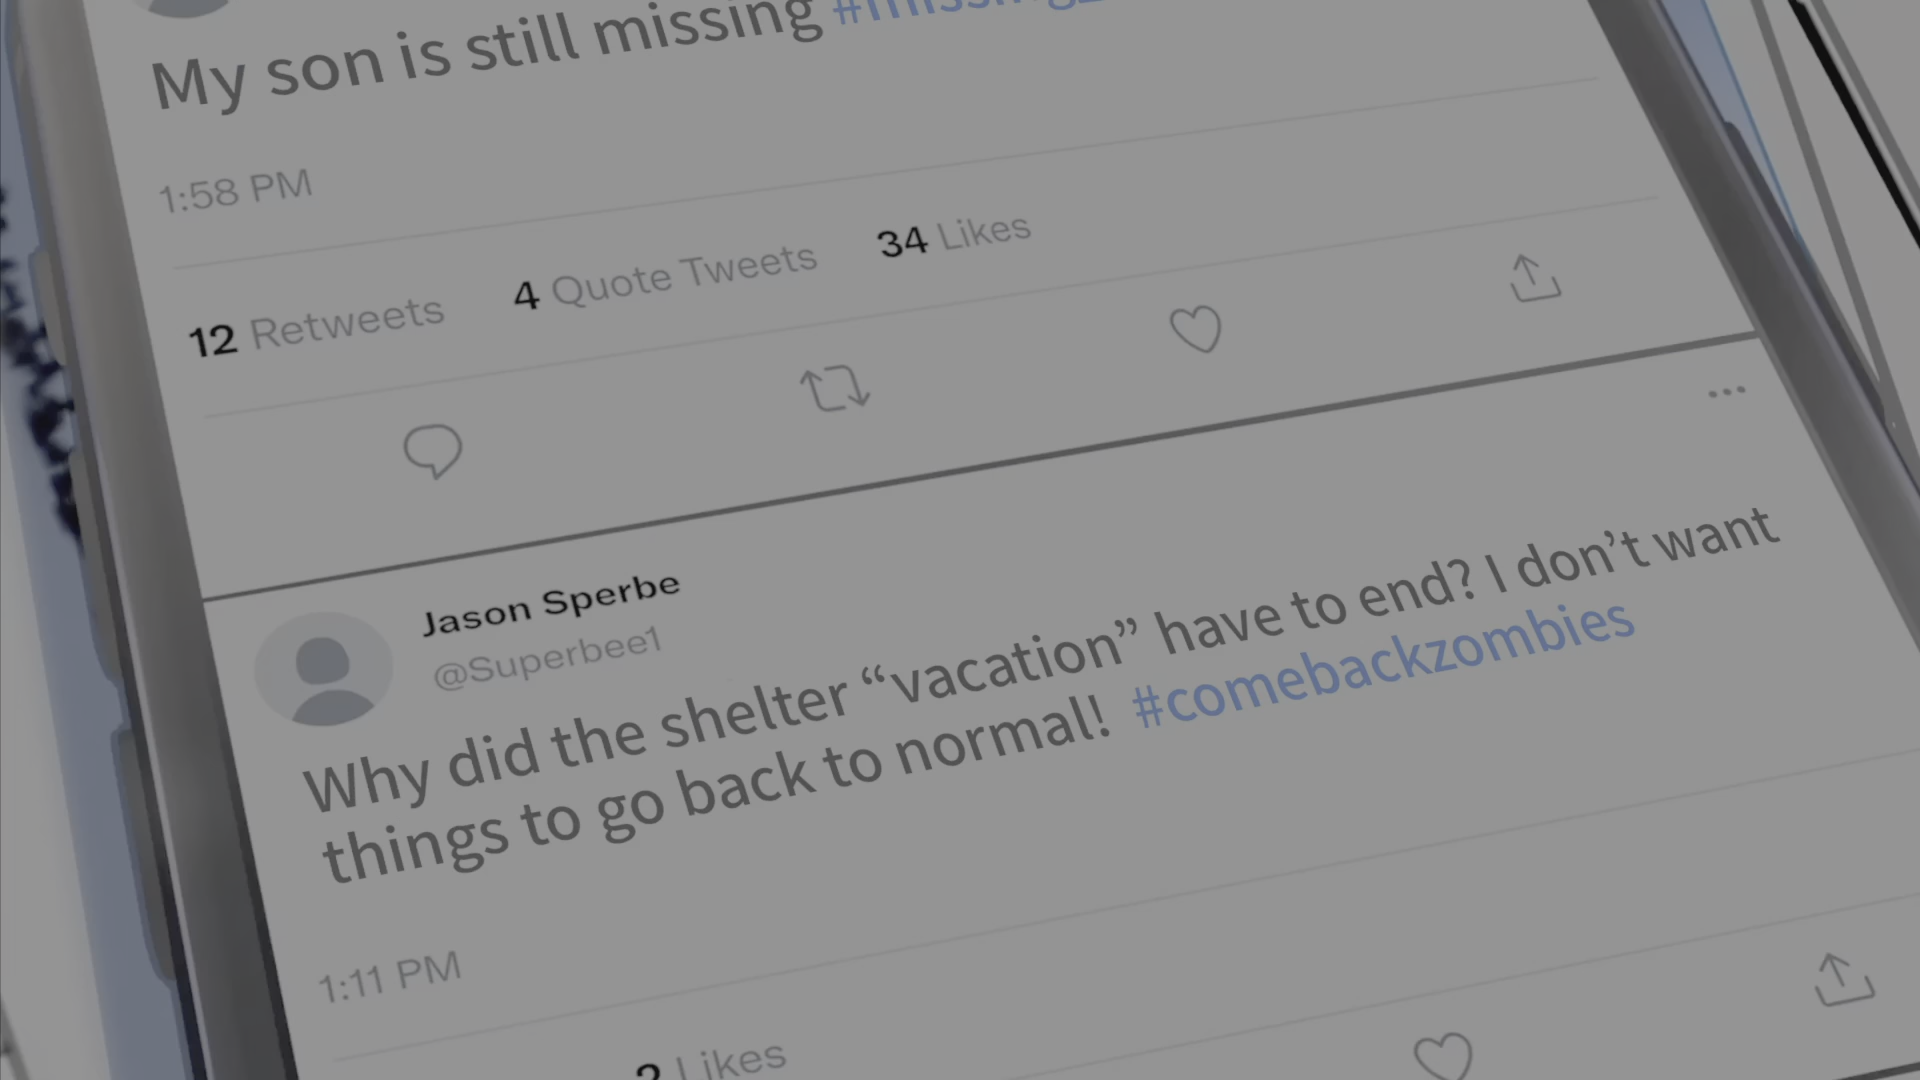 My son is still missing
1:58 PM
12 Retweets 4 Quote Tweets 34 Likes
Jason Sperbe
@Superbee1
Why did the shelter “vacation” have to end? I don’t want
things to go back to normal! #comebackzombies
1:11 PM
2 Likes